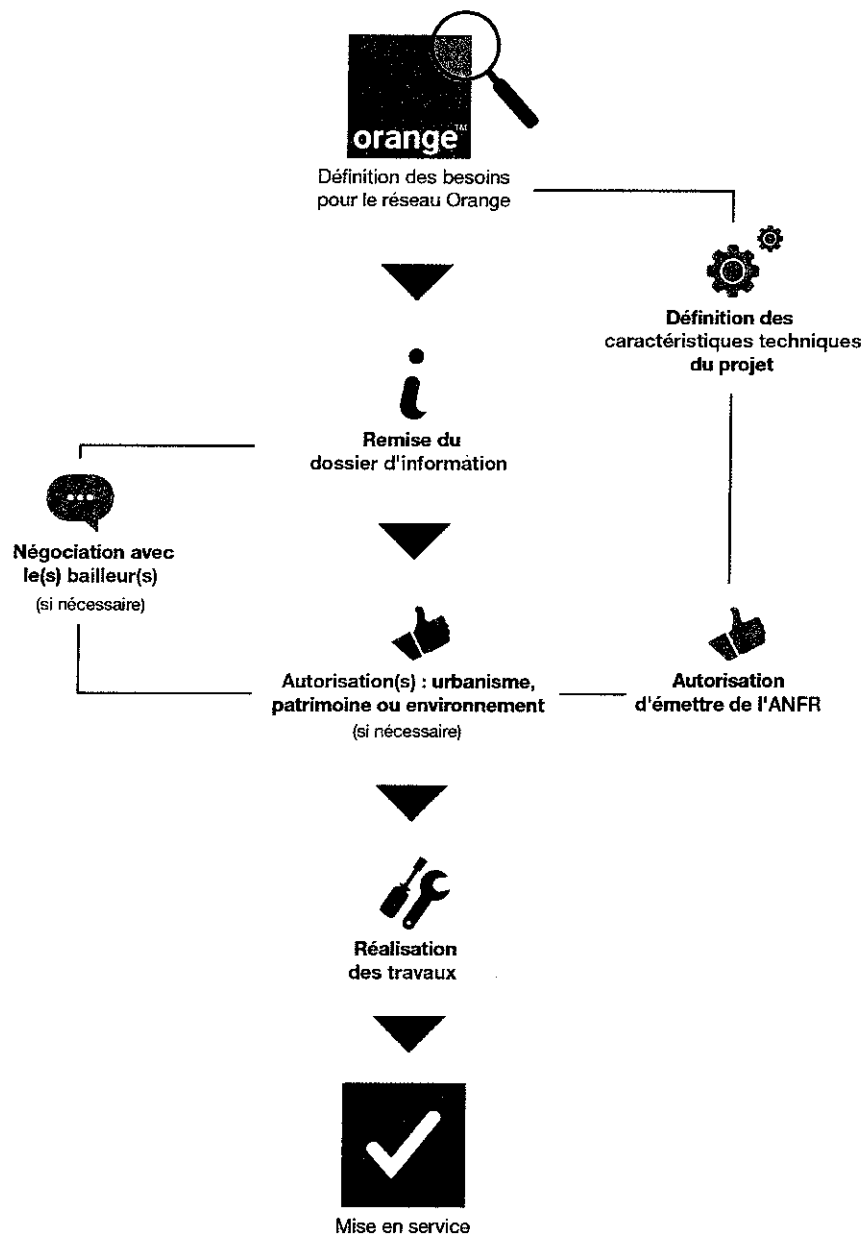 orange™
Définition des besoins
pour le réseau Orange
Définition des
caractéristiques techniques
du projet
Remise du
dossier d'information
Négociation avec
le(s) bailleur(s)
(si nécessaire)
Autorisation(s) : urbanisme,
patrimoine ou environnement
(si nécessaire)
Autorisation
d'émettre de l'ANFR
Réalisation
des travaux
Mise en service